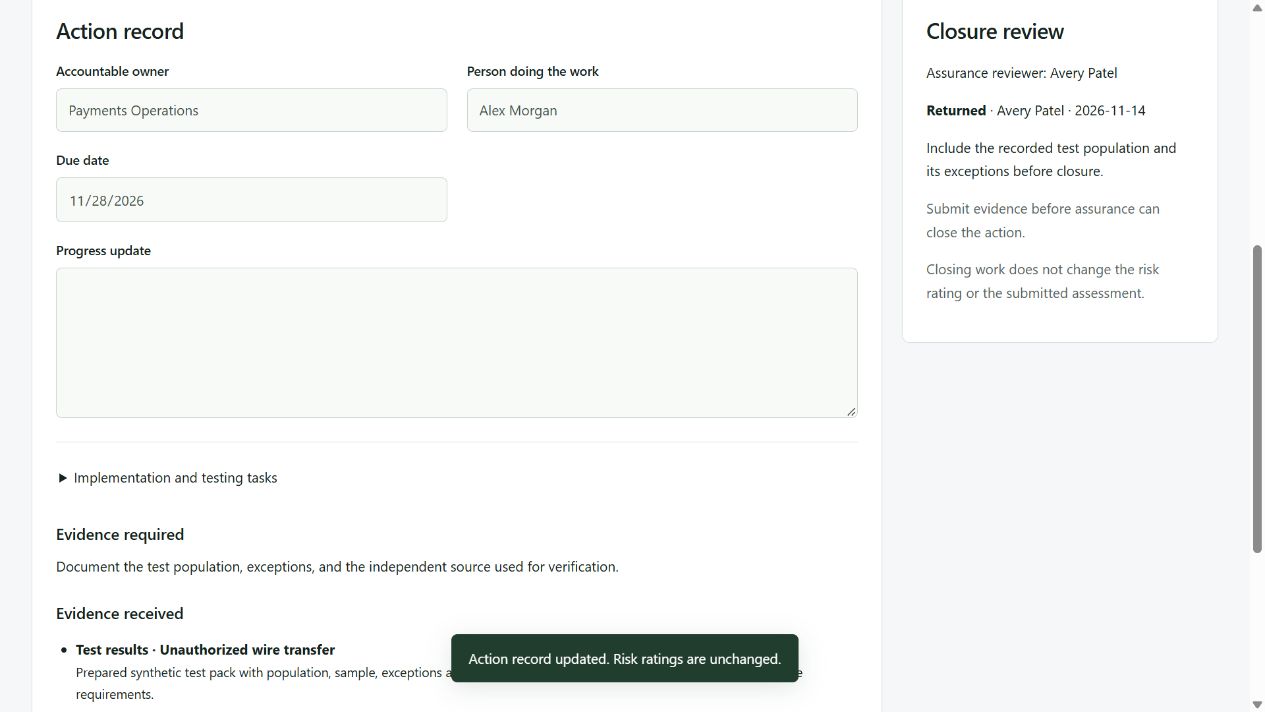 Action record
Accountable owner
Person doing the work
Payments Operations
Alex Morgan
Due date
11/28/2026
Progress update
Implementation and testing tasks
Evidence required
Document the test population, exceptions, and the independent source used for verification.
Evidence received
Test results · Unauthorized wire transfer
Prepared synthetic test pack with population, sample, exceptions
requirements.
Action record updated. Risk ratings are unchanged.
Closure review
Assurance reviewer: Avery Patel
Returned · Avery Patel · 2026-11-14
Include the recorded test population and
its exceptions before closure.
Submit evidence before assurance can
close the action.
Closing work does not change the risk
rating or the submitted assessment.